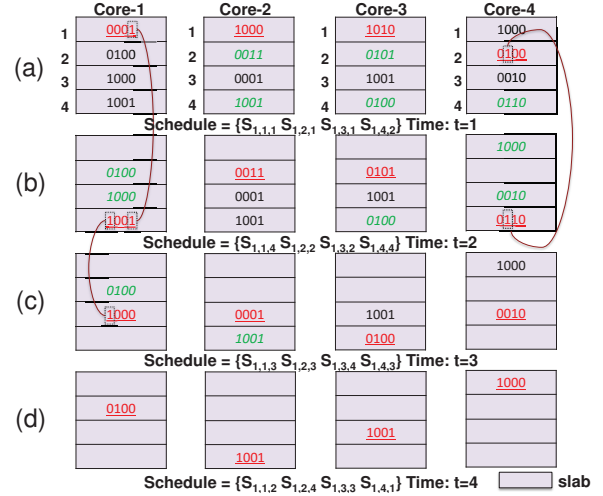 Core-1 Core-2 Core-3 Core-4
(a)
1 0001 1 1000 1 1010 1 1000
2 0100 2 0011 2 0101 2 0100
3 1000 3 0001 3 1001 3 0010
4 1001 4 1001 4 0100 4 0110
Schedule = {S1,1,1 S1,2,1 S1,3,1 S1,4,2} Time: t=1
(b)
1000
0100 0011 0101
1000 0001 1001 0010
1001 1001 0100 0110
Schedule = {S1,1,4 S1,2,2 S1,3,2 S1,4,4} Time: t=2
(c)
1000
0100
1000 0001 1001 0010
1001 0100
Schedule = {S1,1,3 S1,2,3 S1,3,4 S1,4,3} Time: t=3
(d)
1000
0100
1001
1001
Schedule = {S1,1,2 S1,2,4 S1,3,3 S1,4,1} Time: t=4
slab